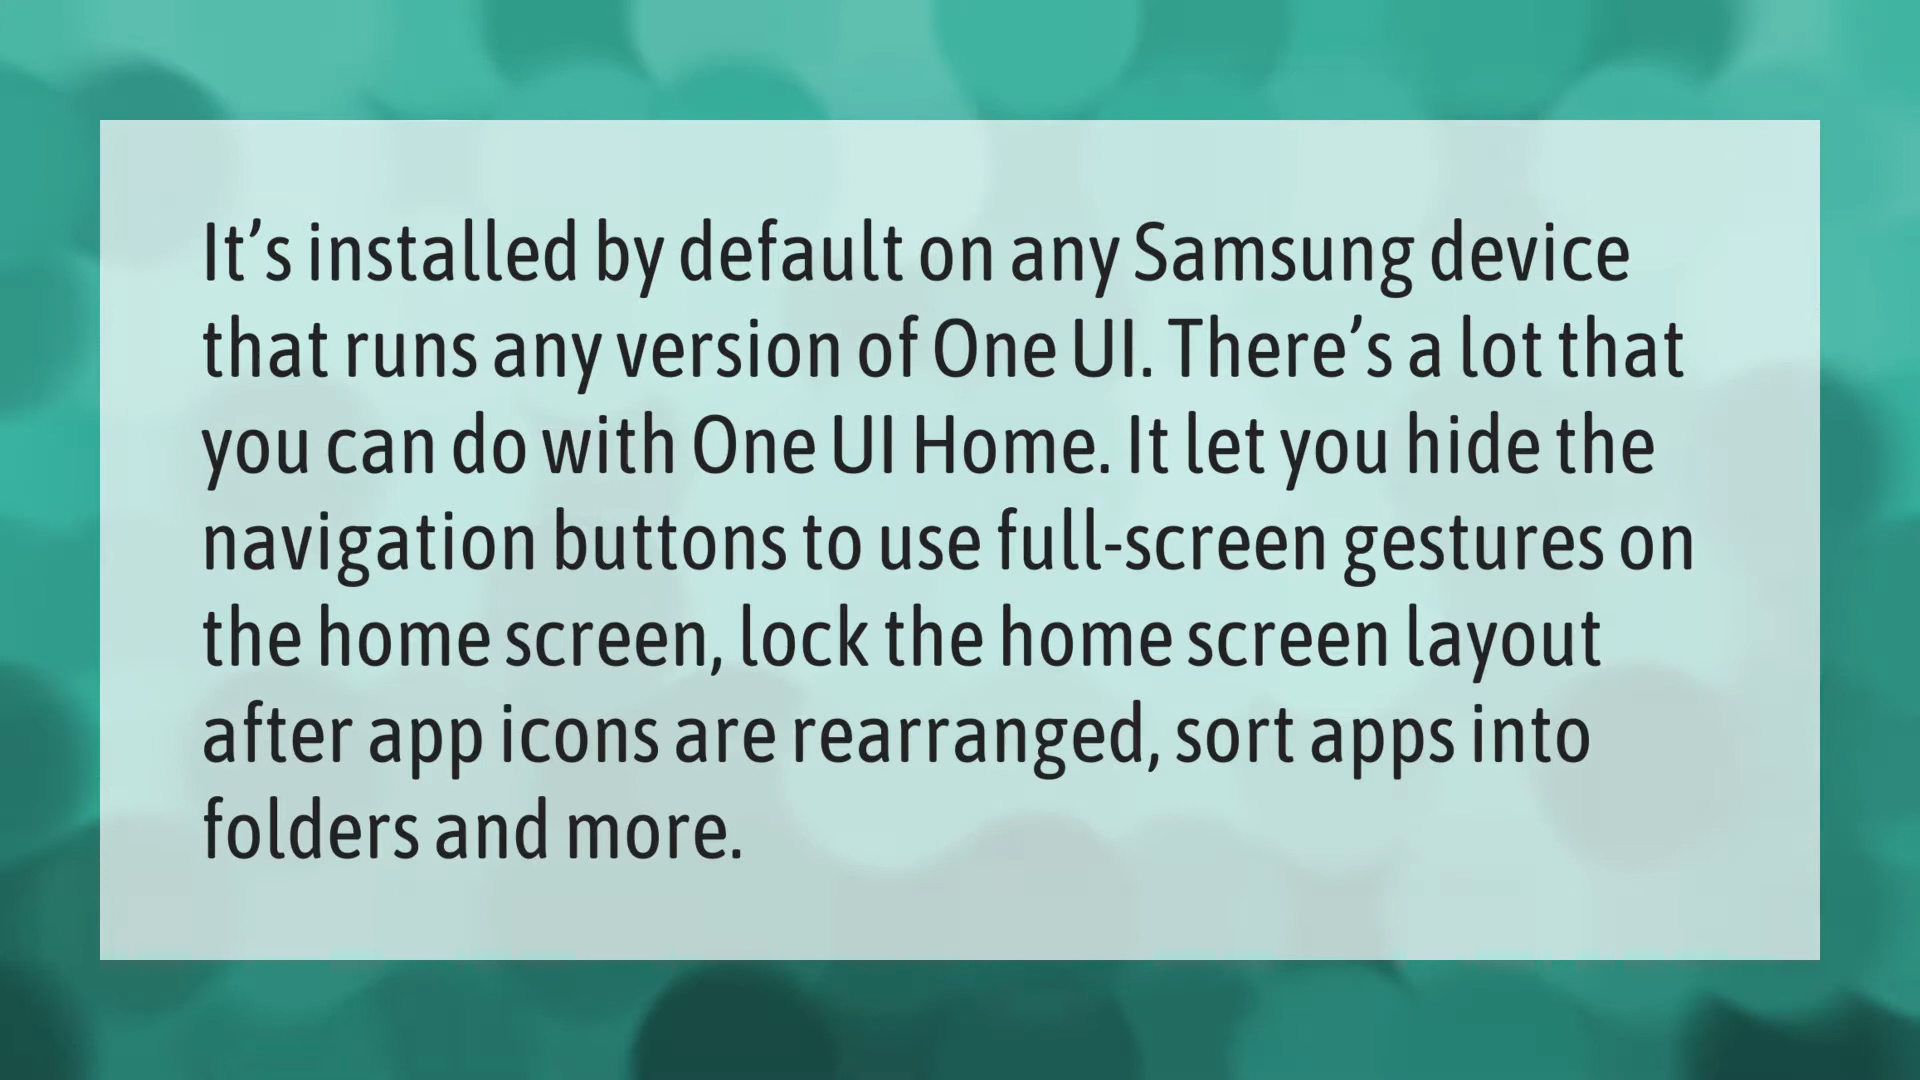 It’s installed by default on any Samsung device
that runs any version of One UI. There’s a lot that
you can do with One UI Home. It let you hide the
navigation buttons to use full-screen gestures on
the home screen, lock the home screen layout
after app icons are rearranged, sort apps into
folders and more.